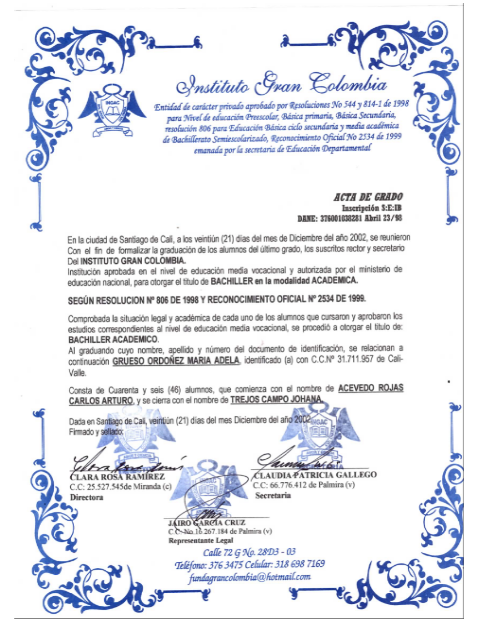 Instituto Gran Colombia
Entidad de carácter privado aprobado por Resoluciones No 544 y 814-1 de 1998
para Nivel de educación Preescolar, Básica primaria, Básica Secundaria,
resolución 806 para Educación Básica ciclo secundaria y media académica
de Bachillerato Semiescolarizado, Reconocimiento Oficial No 2534 de 1999
emanada por la secretaria de Educación Departamental
INGAC
ACTA DE GRADO
Inscripción S:E:IB
DANE: 376001038281 Abril 23/98
En la ciudad de Santiago de Cali, a los veintiún (21) días del mes de Diciembre del año 2002, se reunieron
Con el fin de formalizar la graduación de los alumnos del último grado, los suscritos rector y secretario
Del INSTITUTO GRAN COLOMBIA.
Institución aprobada en el nivel de educación media vocacional y autorizada por el ministerio de
educación nacional, para otorgar el titulo de BACHILLER en la modalidad ACADEMICA.
SEGÚN RESOLUCION Nº 806 DE 1998 Y RECONOCIMIENTO OFICIAL Nº 2534 DE 1999.
Comprobada la situación legal y académica de cada uno de los alumnos que cursaron y aprobaron los
estudios correspondientes al nivel de educación media vocacional, se procedió a otorgar el titulo de:
BACHILLER ACADEMICO.
Al graduando cuyo nombre, apellido y número del documento de identificación, se relacionan a
continuación GRUESO ORDOÑEZ MARIA ADELA, identificado (a) con C.C.Nº 31.711.957 de Cali-
Valle.
Consta de Cuarenta y seis (46) alumnos, que comienza con el nombre de ACEVEDO ROJAS
CARLOS ARTURO, y se cierra con el nombre de TREJOS CAMPO JOHANA.
Dada en Santiago de Cali, veintiún (21) días del mes Diciembre del año 2002
Firmado y sellado:
CLARA ROSA RAMIREZ
C.C: 25.527.545de Miranda (c)
Directora
CLAUDIA PATRICIA GALLEGO
C.C: 66.776.412 de Palmira (v)
Secretaria
JAIRO GARCIA CRUZ
C.C. No.16.267.184 de Palmira (v)
Representante Legal
Calle 72 G No. 28D3 - 03
Teléfono: 376 3475 Celular: 318 698 7169
fundagrancolombia@hotmail.com